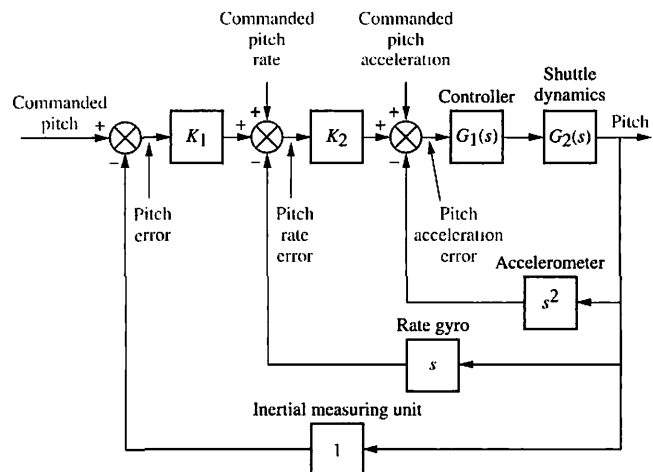 Commanded
pitch
rate
Commanded
pitch
acceleration
Shuttle
dynamics
Controller
Commanded
pitch
Pitch
+
K1
+
+
K2
+
+
G1(s)
G2(s)
−
−
−
Pitch
error
Pitch
rate
error
Pitch
acceleration
error
Accelerometer
s²
Rate gyro
s
Inertial measuring unit
1